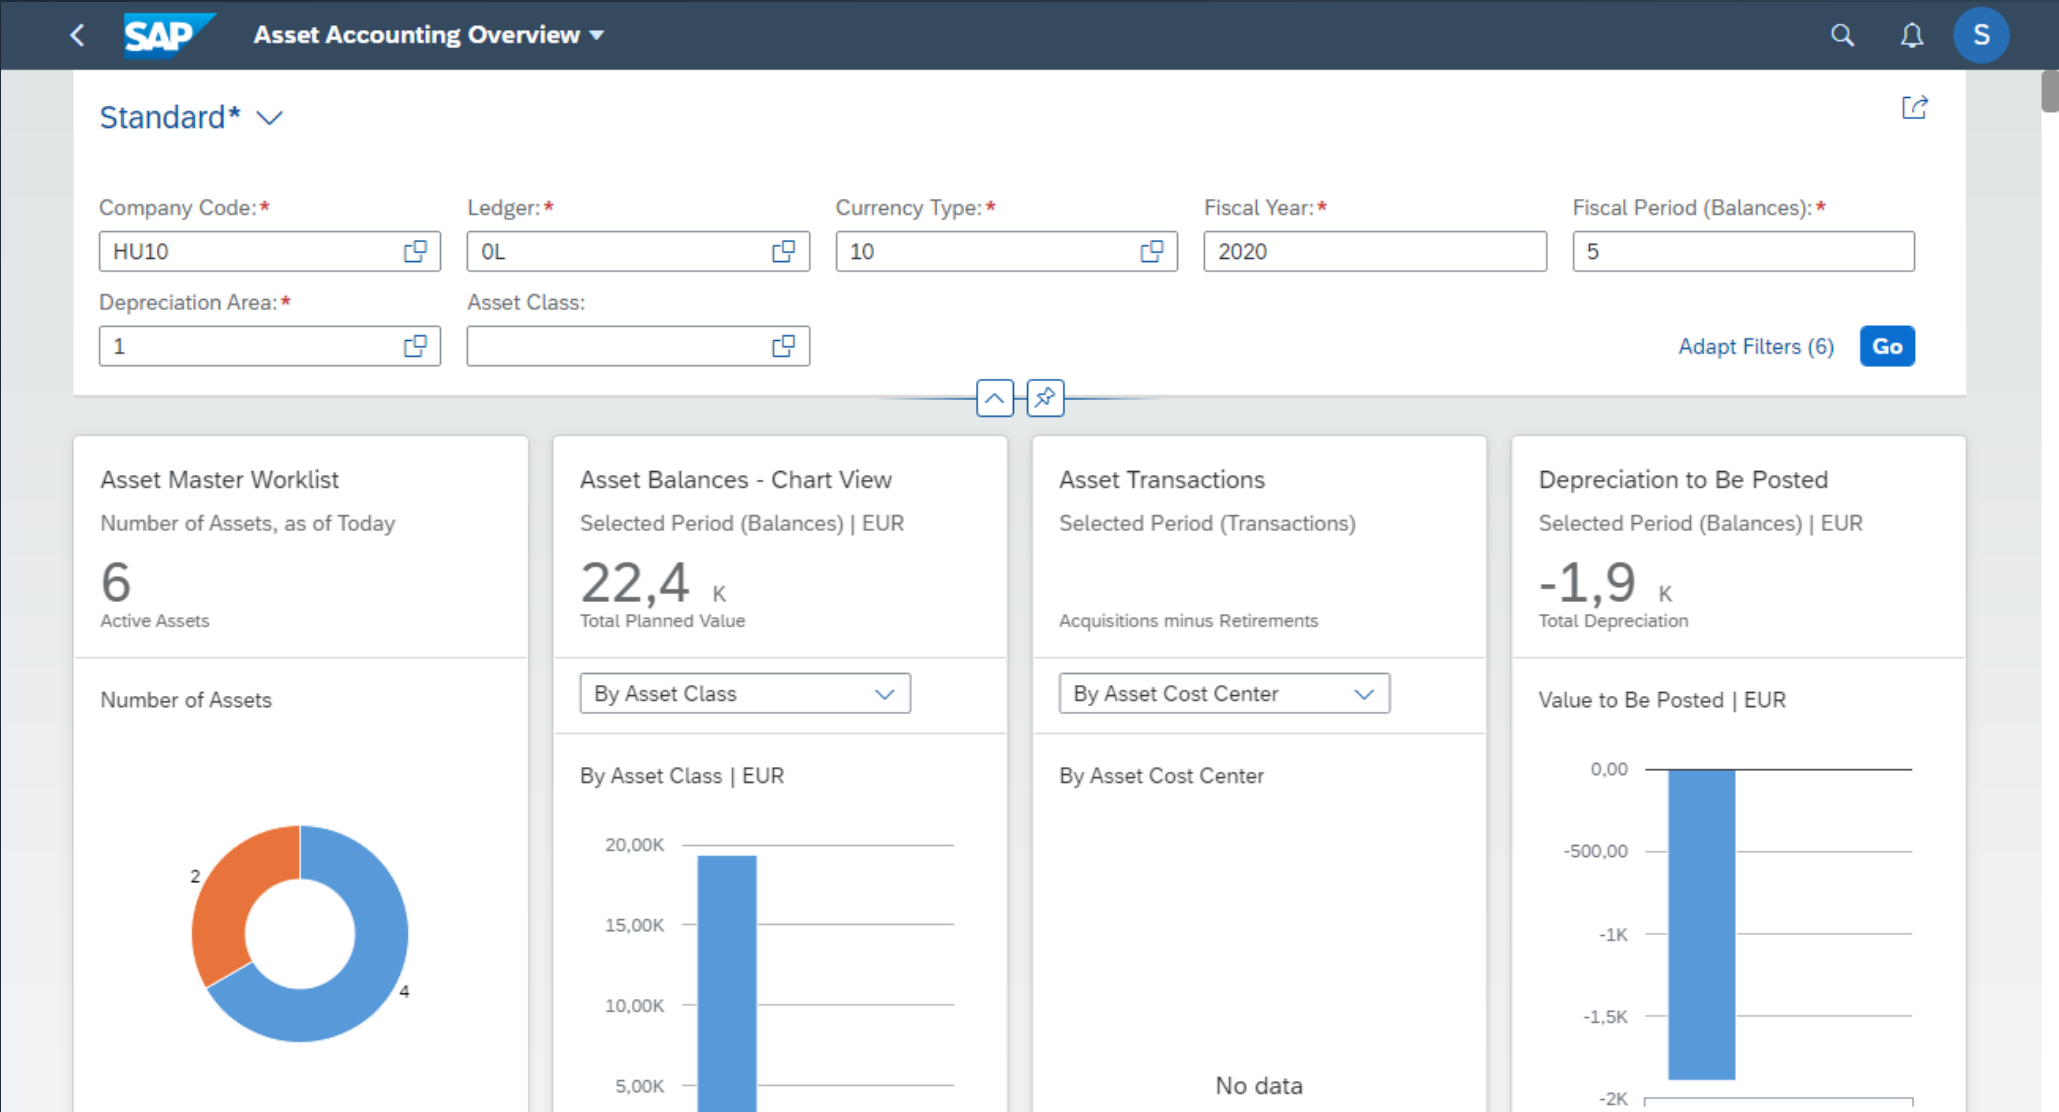 SAP Asset Accounting Overview S
Standard*
Company Code:* Ledger:* Currency Type:* Fiscal Year:* Fiscal Period (Balances):*
HU10 0L 10 2020 5
Depreciation Area:* Asset Class:
1 Adapt Filters (6) Go
Asset Master Worklist
Number of Assets, as of Today
6
Active Assets
Number of Assets
2
4
Asset Balances - Chart View
Selected Period (Balances) | EUR
22,4 K
Total Planned Value
By Asset Class
By Asset Class | EUR
20,00K
15,00K
10,00K
5,00K
Asset Transactions
Selected Period (Transactions)
Acquisitions minus Retirements
By Asset Cost Center
By Asset Cost Center
No data
Depreciation to Be Posted
Selected Period (Balances) | EUR
-1,9 K
Total Depreciation
Value to Be Posted | EUR
0,00
-500,00
-1K
-1,5K
-2K